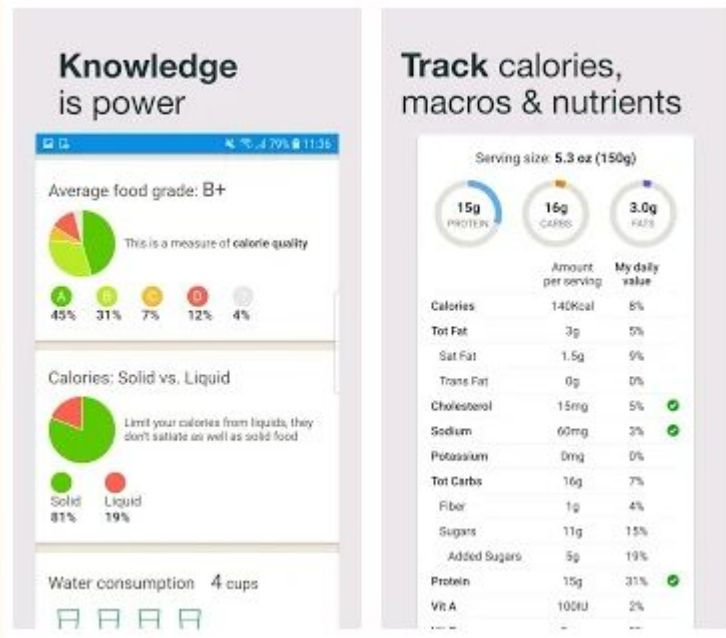 Knowledge
is power
79% 11:36
Average food grade: B+
This is a measure of calorie quality
A B C D ?
45% 31% 7% 12% 4%
Calories: Solid vs. Liquid
Limit your calories from liquids, they
don't satiate as well as solid food
Solid Liquid
81% 19%
Water consumption 4 cups
Track calories,
macros & nutrients
Serving size: 5.3 oz (150g)
15g 16g 3.0g
PROTEIN CARBS FATS
Amount My daily
per serving value
Calories 140Kcal 8%
Tot Fat 3g 5%
Sat Fat 1.5g 9%
Trans Fat 0g 0%
Cholesterol 15mg 5%
Sodium 60mg 3%
Potassium 0mg 0%
Tot Carbs 16g 7%
Fiber 1g 4%
Sugars 11g 15%
Added Sugars 5g 19%
Protein 15g 31%
Vit A 100IU 2%